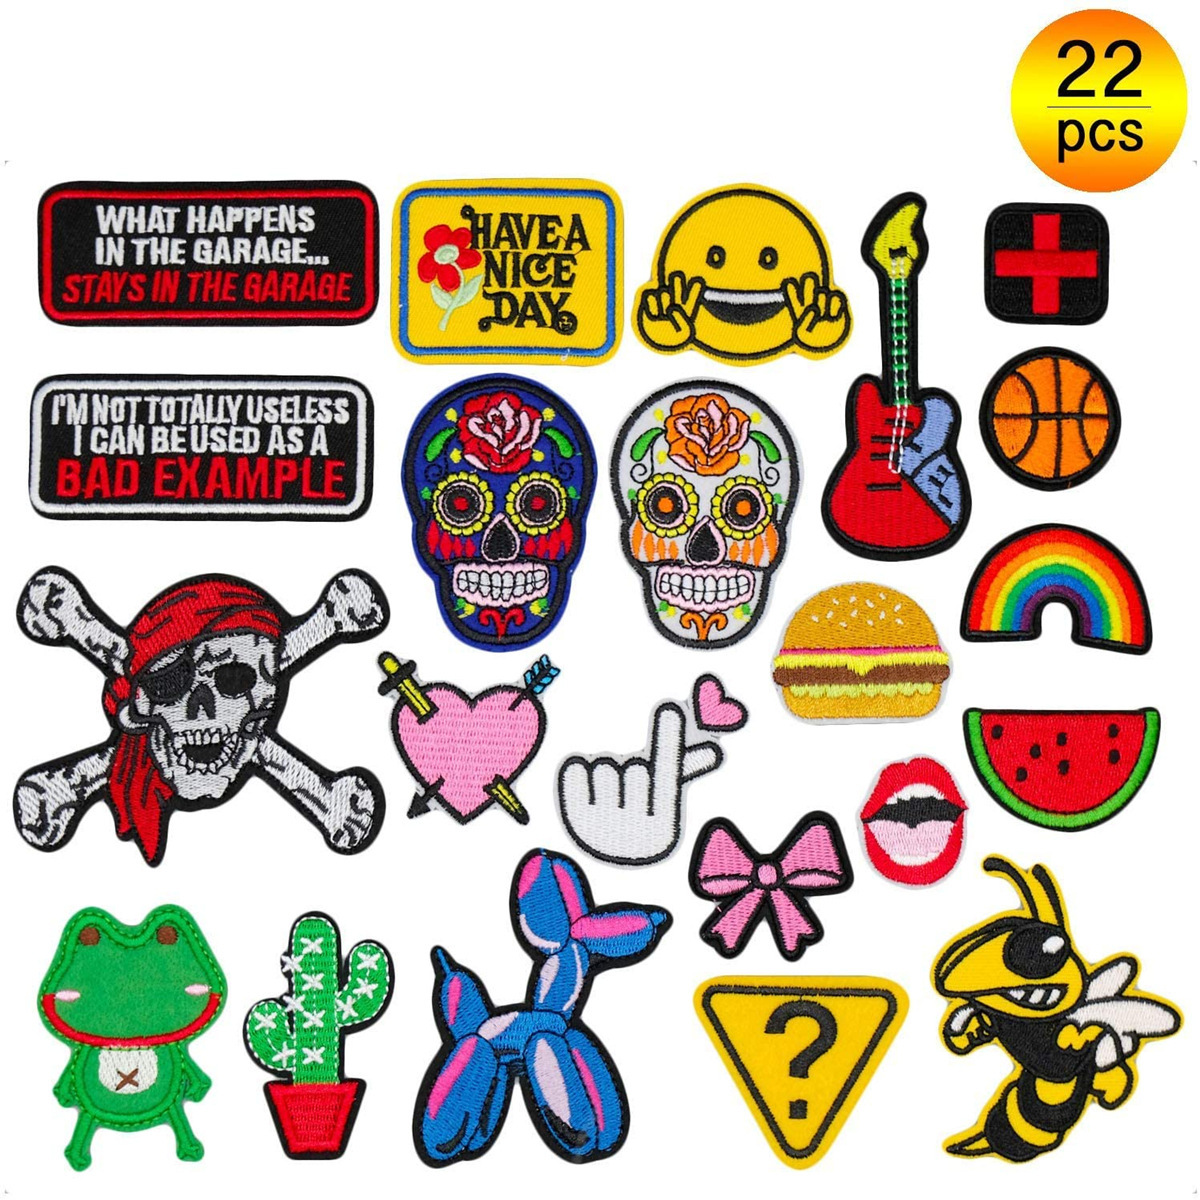 22
pcs
WHAT HAPPENS
IN THE GARAGE...
STAYS IN THE GARAGE
HAVE A
NICE
DAY
I'M NOT TOTALLY USELESS
I CAN BE USED AS A
BAD EXAMPLE
?